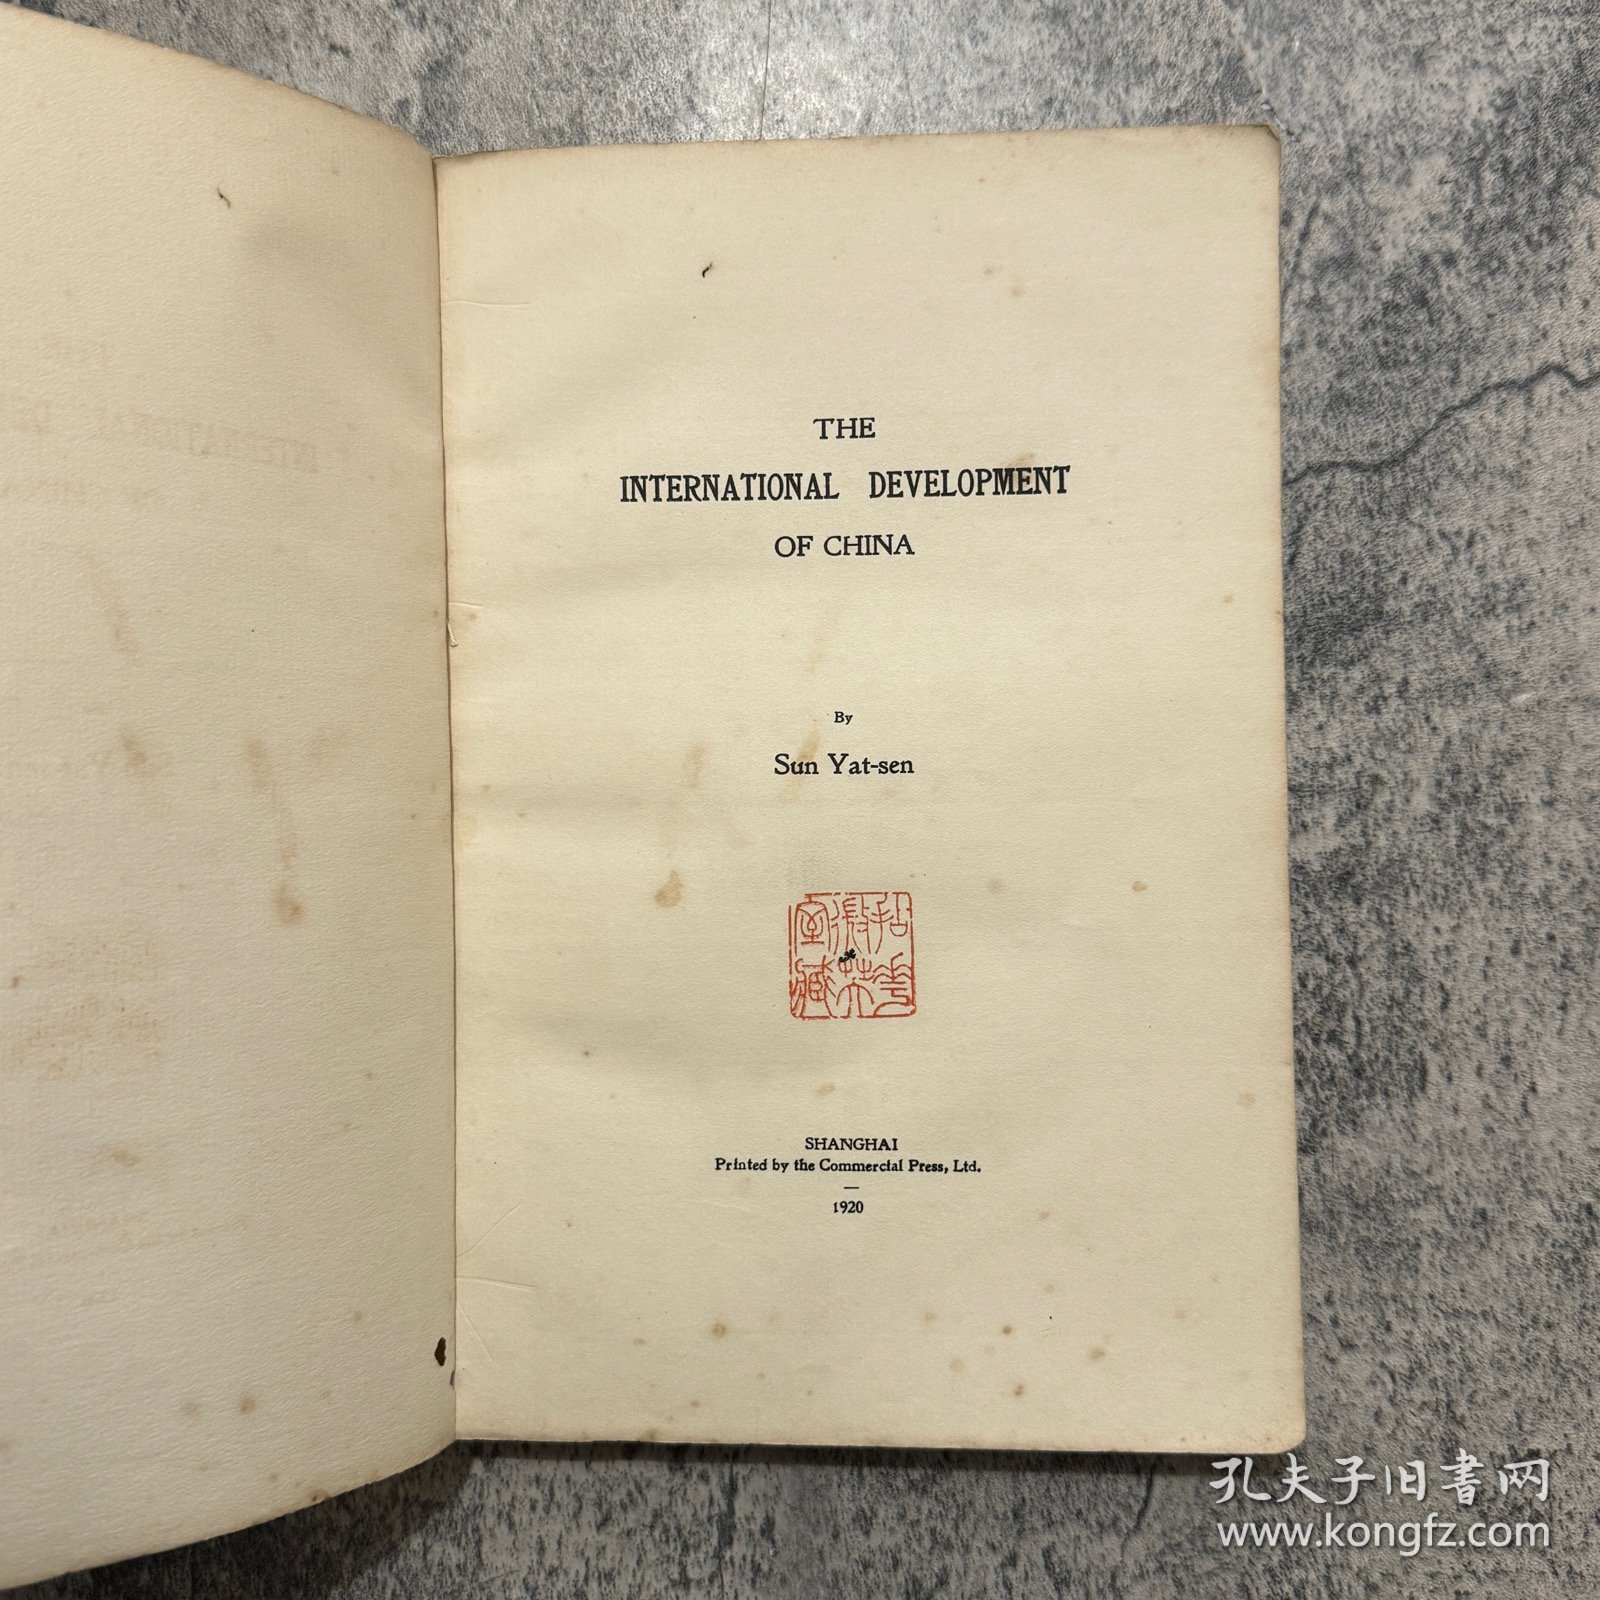 THE
INTERNATIONAL DEVELOPMENT
OF CHINA
By
Sun Yat-sen
SHANGHAI
Printed by the Commercial Press, Ltd.
1920
孔夫子旧书网
www.kongfz.com